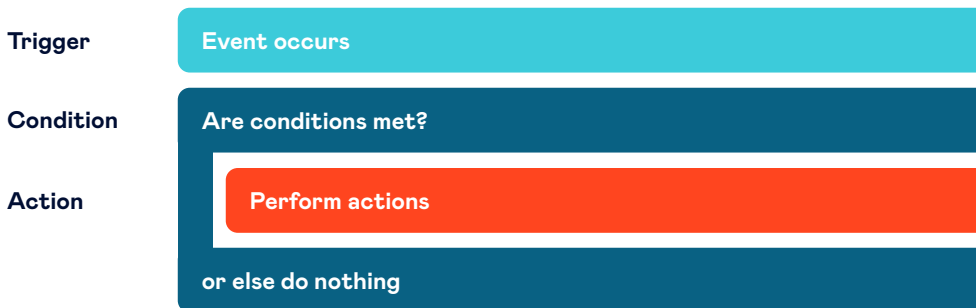 Trigger
Event occurs
Condition
Are conditions met?
Action
Perform actions
or else do nothing